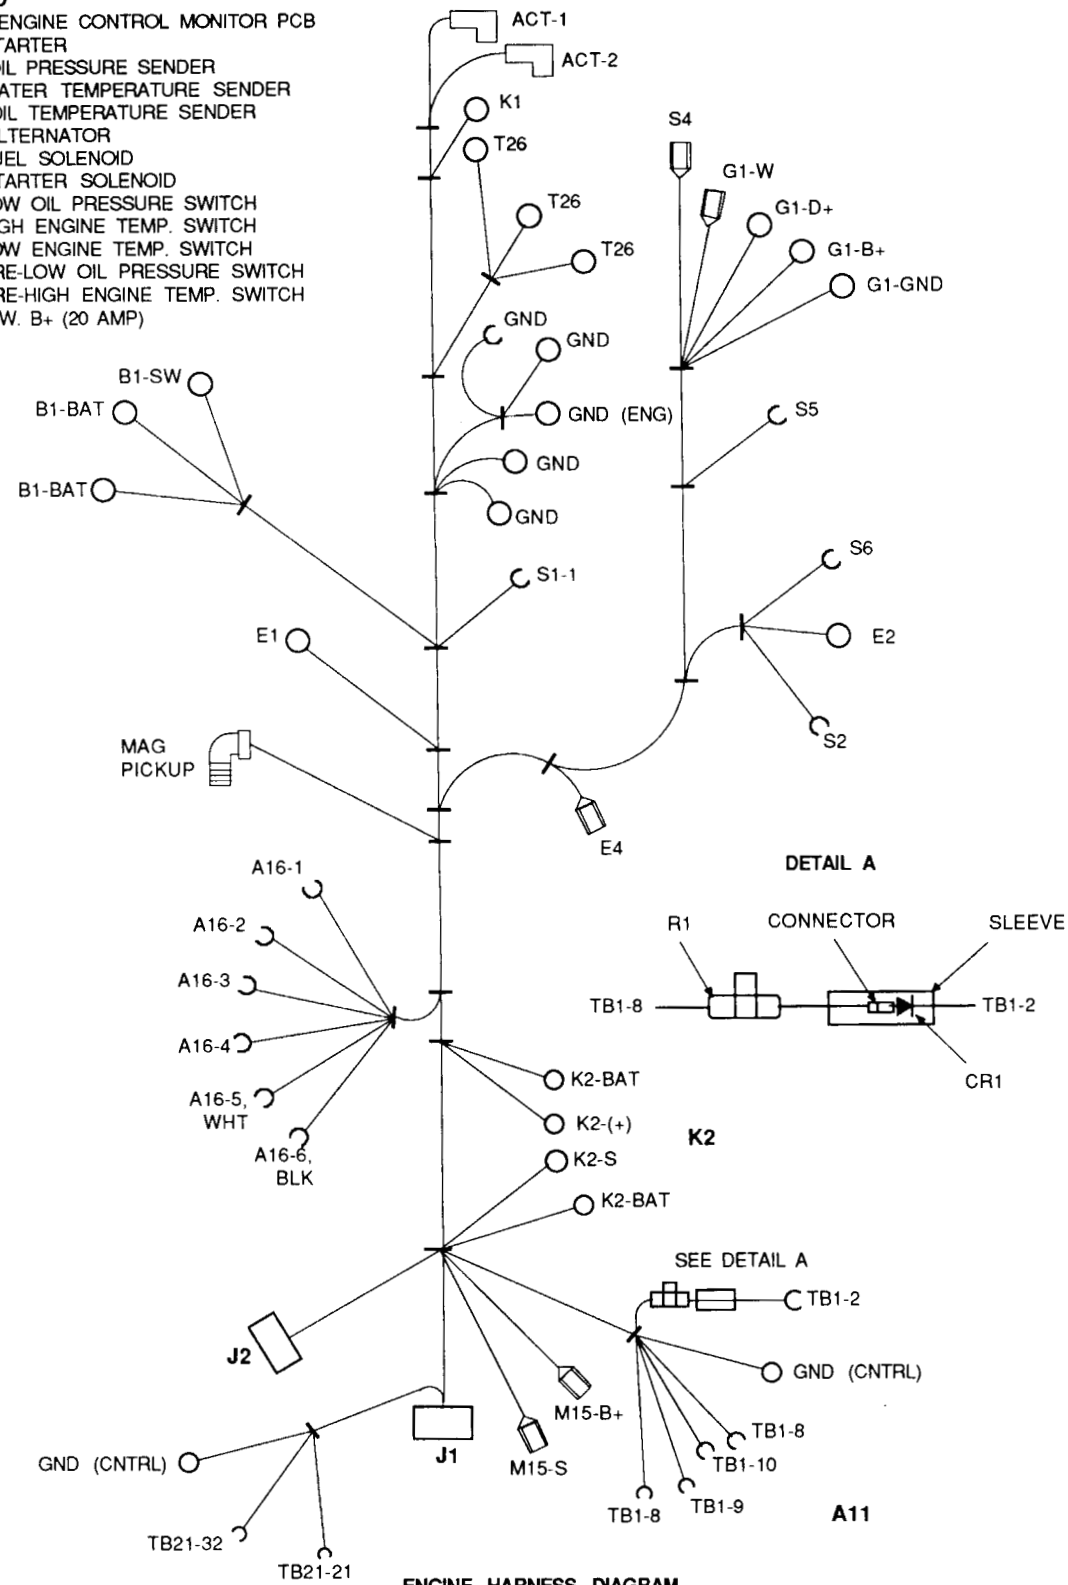 ENGINE CONTROL MONITOR PCB
TARTER
IL PRESSURE SENDER
ATER TEMPERATURE SENDER
OIL TEMPERATURE SENDER
LTERNATOR
UEL SOLENOID
TARTER SOLENOID
OW OIL PRESSURE SWITCH
IGH ENGINE TEMP. SWITCH
OW ENGINE TEMP. SWITCH
RE-LOW OIL PRESSURE SWITCH
RE-HIGH ENGINE TEMP. SWITCH
W. B+ (20 AMP)
ACT-1
ACT-2
K1
T26
T26
T26
S4
G1-W
G1-D+
G1-B+
G1-GND
GND
GND
GND (ENG)
GND
GND
B1-SW
B1-BAT
B1-BAT
S5
S1-1
S6
E2
S2
E1
MAG
PICKUP
E4
A16-1
A16-2
A16-3
A16-4
A16-5,
WHT
A16-6,
BLK
DETAIL A
R1
CONNECTOR
SLEEVE
TB1-8
TB1-2
CR1
K2-BAT
K2-(+)
K2
K2-S
K2-BAT
SEE DETAIL A
TB1-2
GND (CNTRL)
TB1-8
TB1-10
TB1-9
TB1-8
A11
J2
J1
M15-B+
M15-S
GND (CNTRL)
TB21-32
TB21-21
ENGINE HARNESS DIAGRAM